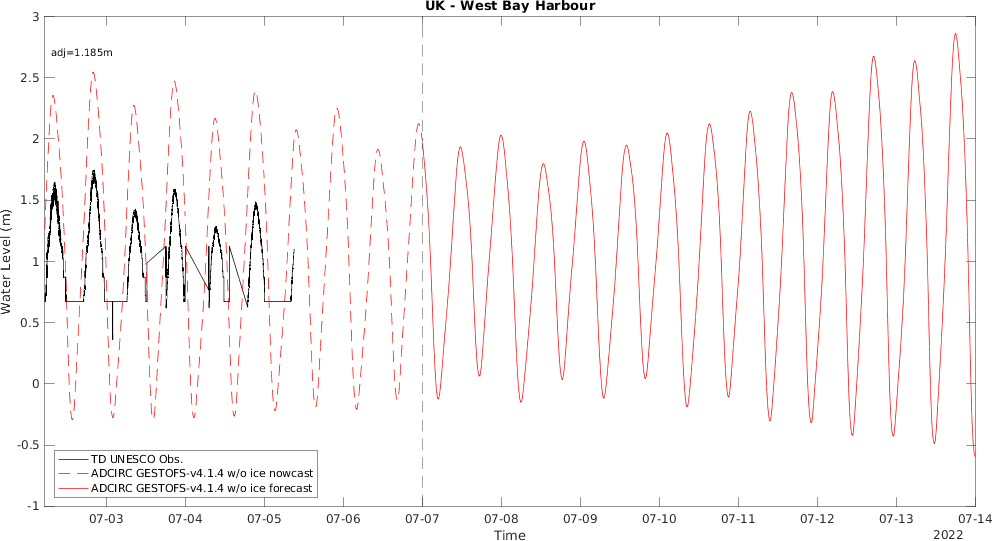 UK - West Bay Harbour
adj=1.185m
3
2.5
2
1.5
1
0.5
0
-0.5
-1
Water Level (m)
TD UNESCO Obs.
ADCIRC GESTOFS-v4.1.4 w/o ice nowcast
ADCIRC GESTOFS-v4.1.4 w/o ice forecast
07-03 07-04 07-05 07-06 07-07 07-08 07-09 07-10 07-11 07-12 07-13 07-14
Time
2022